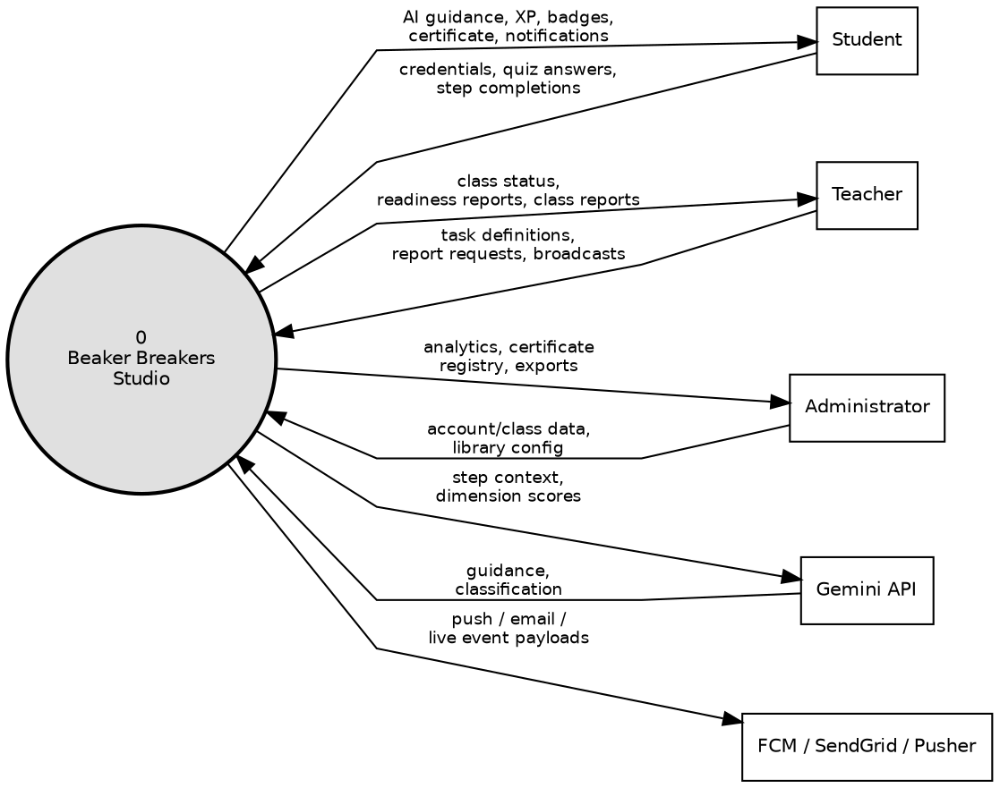 AI guidance, XP, badges,
certificate, notifications
Student
credentials, quiz answers,
step completions
class status,
readiness reports, class reports
Teacher
task definitions,
report requests, broadcasts
0
Beaker Breakers
Studio
analytics, certificate
registry, exports
Administrator
account/class data,
library config
step context,
dimension scores
guidance,
classification
Gemini API
push / email /
live event payloads
FCM / SendGrid / Pusher